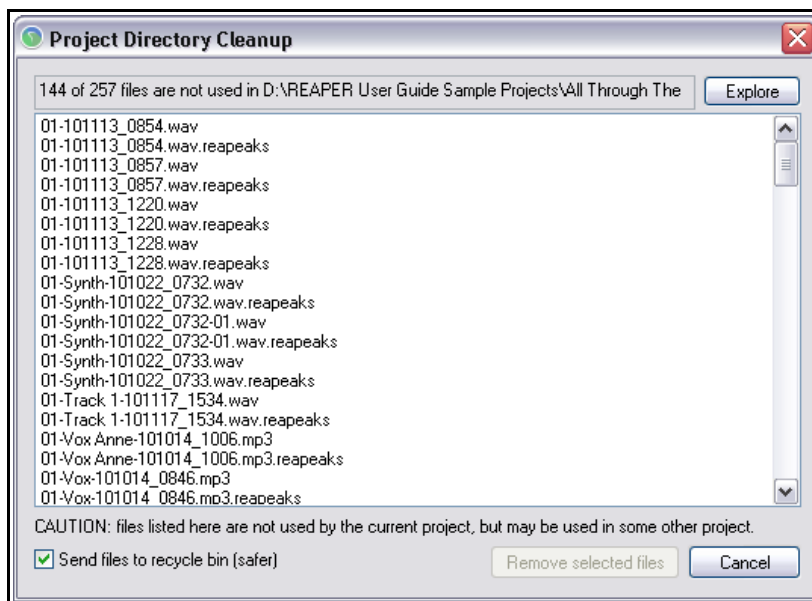 Project Directory Cleanup
144 of 257 files are not used in D:\REAPER User Guide Sample Projects\All Through The
Explore
01-101113_0854.wav
01-101113_0854.wav.reapeaks
01-101113_0857.wav
01-101113_0857.wav.reapeaks
01-101113_1220.wav
01-101113_1220.wav.reapeaks
01-101113_1228.wav
01-101113_1228.wav.reapeaks
01-Synth-101022_0732.wav
01-Synth-101022_0732.wav.reapeaks
01-Synth-101022_0732-01.wav
01-Synth-101022_0732-01.wav.reapeaks
01-Synth-101022_0733.wav
01-Synth-101022_0733.wav.reapeaks
01-Track 1-101117_1534.wav
01-Track 1-101117_1534.wav.reapeaks
01-Vox Anne-101014_1006.mp3
01-Vox Anne-101014_1006.mp3.reapeaks
01-Vox-101014_0846.mp3
01-Vox-101014_0846.mp3.reapeaks
CAUTION: files listed here are not used by the current project, but may be used in some other project.
Send files to recycle bin (safer)
Remove selected files
Cancel